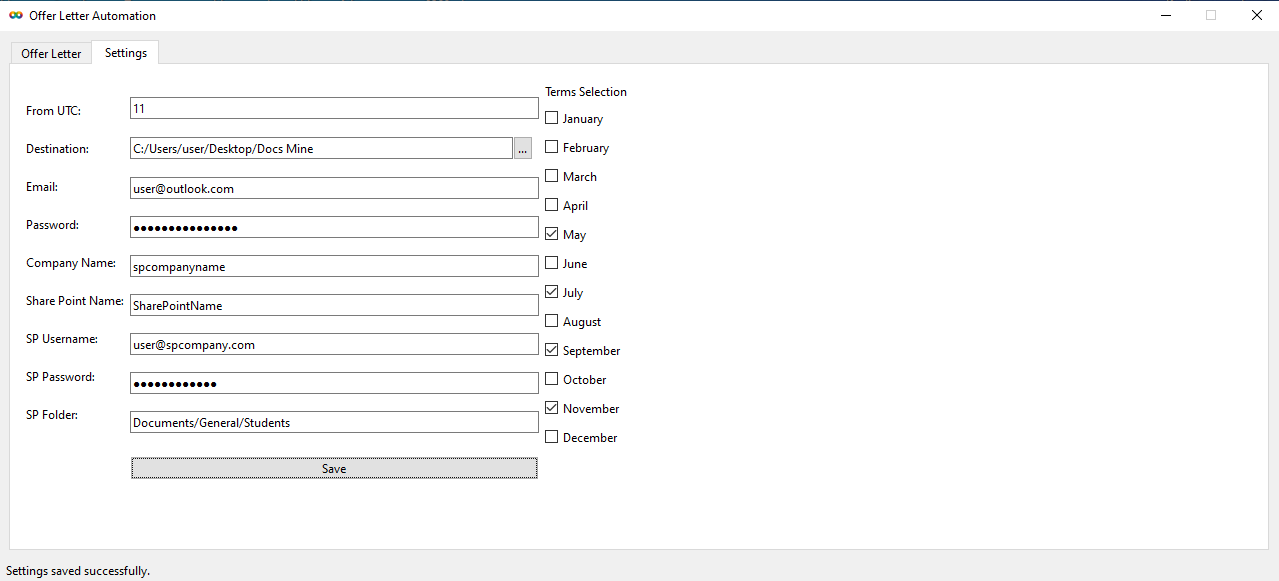 Offer Letter Automation
Offer Letter
Settings
From UTC:
11
Destination:
C:/Users/user/Desktop/Docs Mine
...
Email:
user@outlook.com
Password:
●●●●●●●●●●●●●●●
Company Name:
spcompanyname
Share Point Name:
SharePointName
SP Username:
user@spcompany.com
SP Password:
●●●●●●●●●●●●
SP Folder:
Documents/General/Students
Save
Terms Selection
January
February
March
April
May
June
July
August
September
October
November
December
Settings saved successfully.